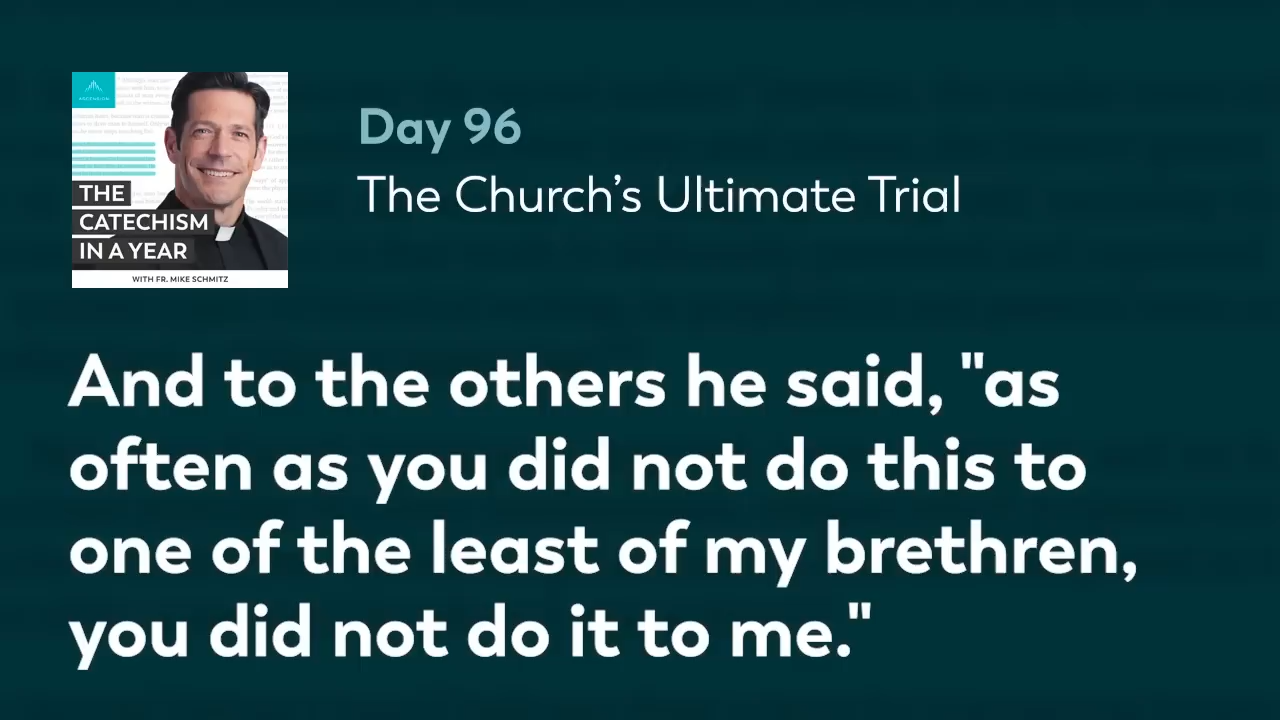 ASCENSION
THE
CATECHISM
IN A YEAR
WITH FR. MIKE SCHMITZ
Day 96
The Church’s Ultimate Trial
And to the others he said, "as
often as you did not do this to
one of the least of my brethren,
you did not do it to me."